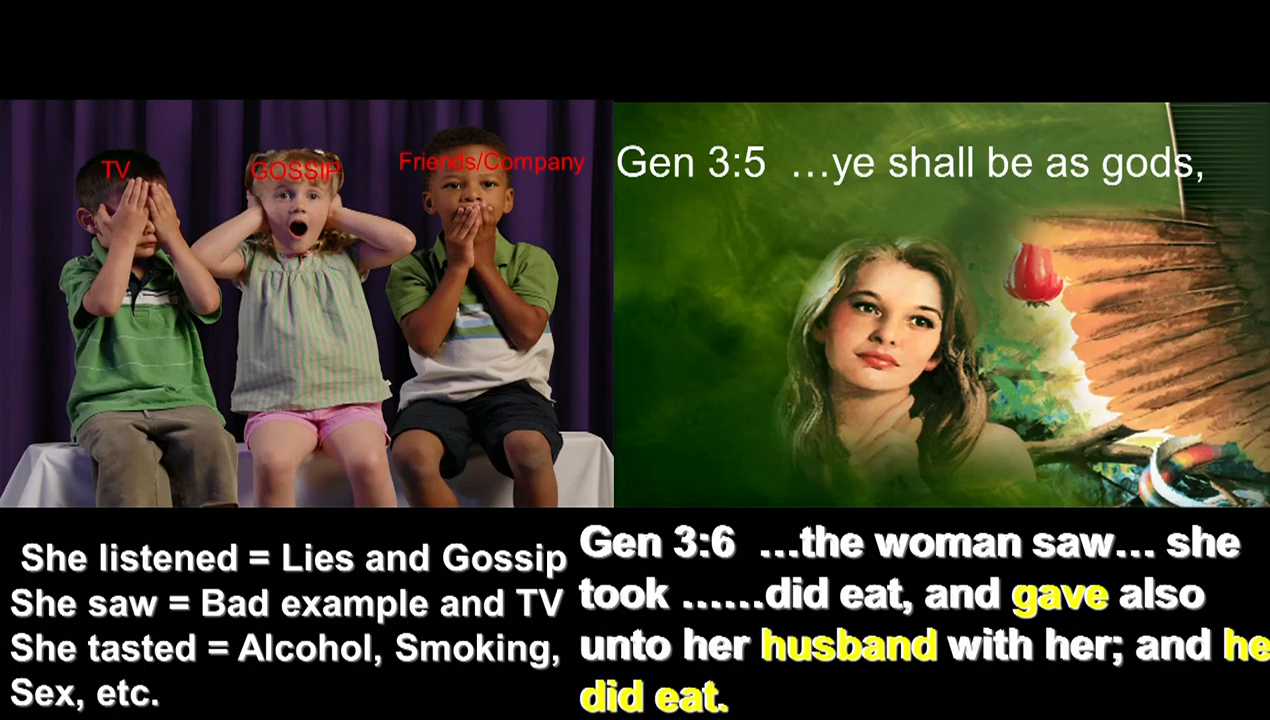 TV
GOSSIP
Friends/Company
Gen 3:5 ...ye shall be as gods,
She listened = Lies and Gossip
She saw = Bad example and TV
She tasted = Alcohol, Smoking,
Sex, etc.
Gen 3:6 ...the woman saw... she
took ......did eat, and gave also
unto her husband with her; and he
did eat.